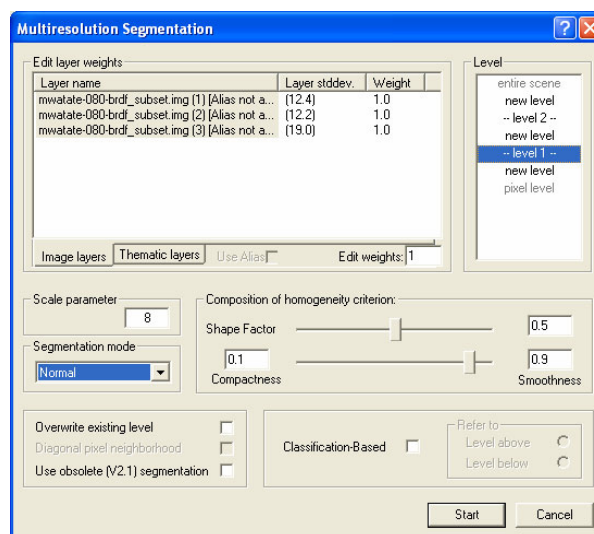 Multiresolution Segmentation
Edit layer weights
Layer name Layer stddev. Weight
mwatate-080-brdf_subset.img (1) [Alias not a... (12.4) 1.0
mwatate-080-brdf_subset.img (2) [Alias not a... (12.2) 1.0
mwatate-080-brdf_subset.img (3) [Alias not a... (19.0) 1.0
Image layers Thematic layers Use Alias Edit weights: 1
Level
entire scene
new level
-- level 2 --
new level
-- level 1 --
new level
pixel level
Scale parameter
8
Segmentation mode
Normal
Composition of homogeneity criterion:
Shape Factor 0.5
0.1 0.9
Compactness Smoothness
Overwrite existing level
Diagonal pixel neighborhood
Use obsolete (V2.1) segmentation
Classification-Based
Refer to
Level above
Level below
Start Cancel